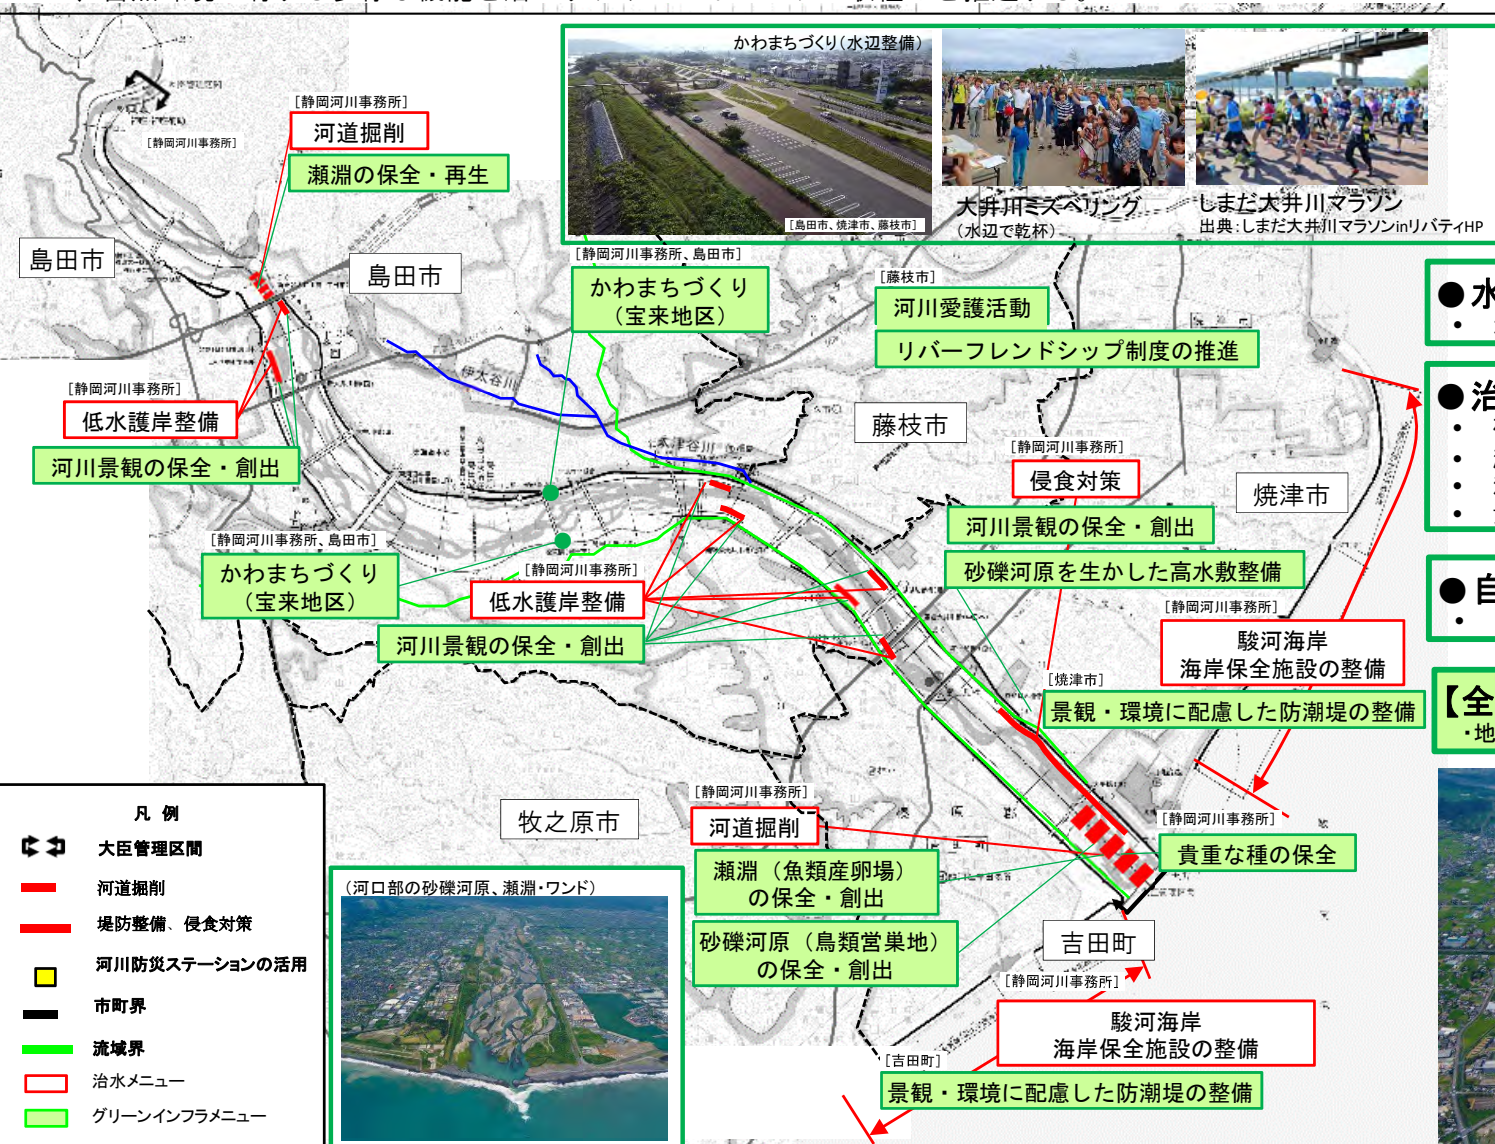 かわまちづくり(水辺整備)
[島田市、焼津市、藤枝市]
大井川ミズベリング
(水辺で乾杯)
しまだ大井川マラソン
出典:しまだ大井川マラソンinリバティHP
[静岡河川事務所]
河道掘削
瀬淵の保全・再生
[静岡河川事務所]
島田市
島田市
[静岡河川事務所、島田市]
かわまちづくり
(宝来地区)
[藤枝市]
河川愛護活動
リバーフレンドシップ制度の推進
伊太谷川
[静岡河川事務所]
低水護岸整備
河川景観の保全・創出
藤枝市
焼津市
[静岡河川事務所]
侵食対策
河川景観の保全・創出
砂礫河原を生かした高水敷整備
[静岡河川事務所、島田市]
かわまちづくり
(宝来地区)
[静岡河川事務所]
低水護岸整備
河川景観の保全・創出
[静岡河川事務所]
駿河海岸
海岸保全施設の整備
[焼津市]
景観・環境に配慮した防潮堤の整備
●水
●治
●自
【全
・地
牧之原市
[静岡河川事務所]
河道掘削
瀬淵(魚類産卵場)
の保全・創出
砂礫河原(鳥類営巣地)
の保全・創出
[静岡河川事務所]
貴重な種の保全
吉田町
[静岡河川事務所]
駿河海岸
海岸保全施設の整備
[吉田町]
景観・環境に配慮した防潮堤の整備
(河口部の砂礫河原、瀬淵・ワンド)
凡 例
大臣管理区間
河道掘削
堤防整備、侵食対策
河川防災ステーションの活用
市町界
流域界
治水メニュー
グリーンインフラメニュー